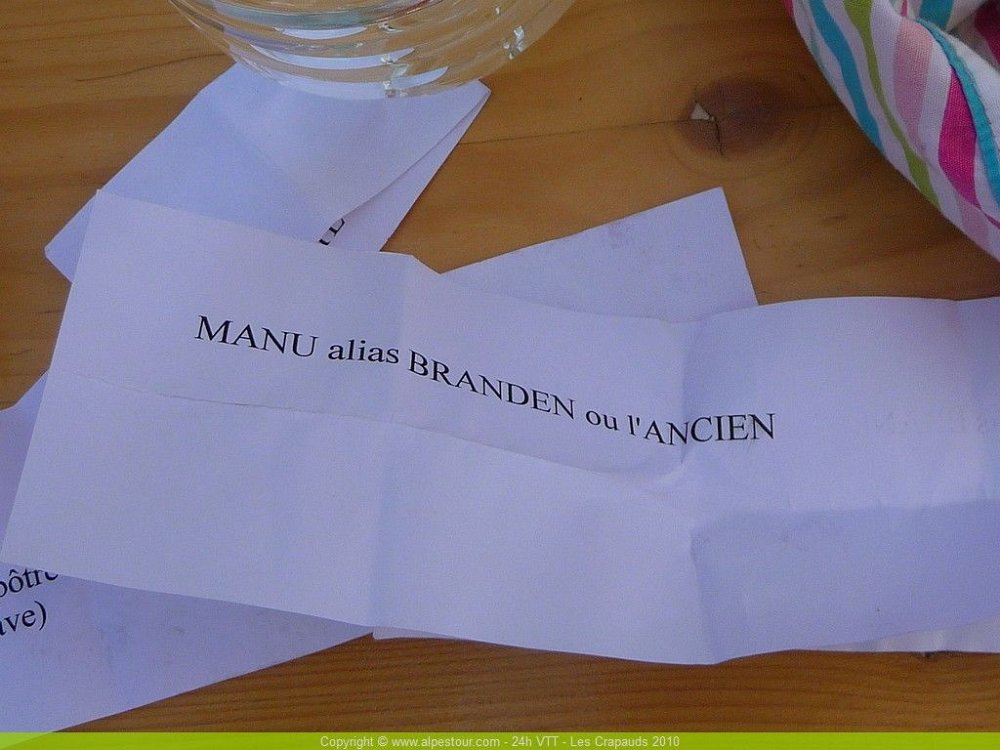 MANU alias BRANDEN ou l'ANCIEN
Copyright © www.alpestour.com - 24h VTT - Les Crapauds 2010